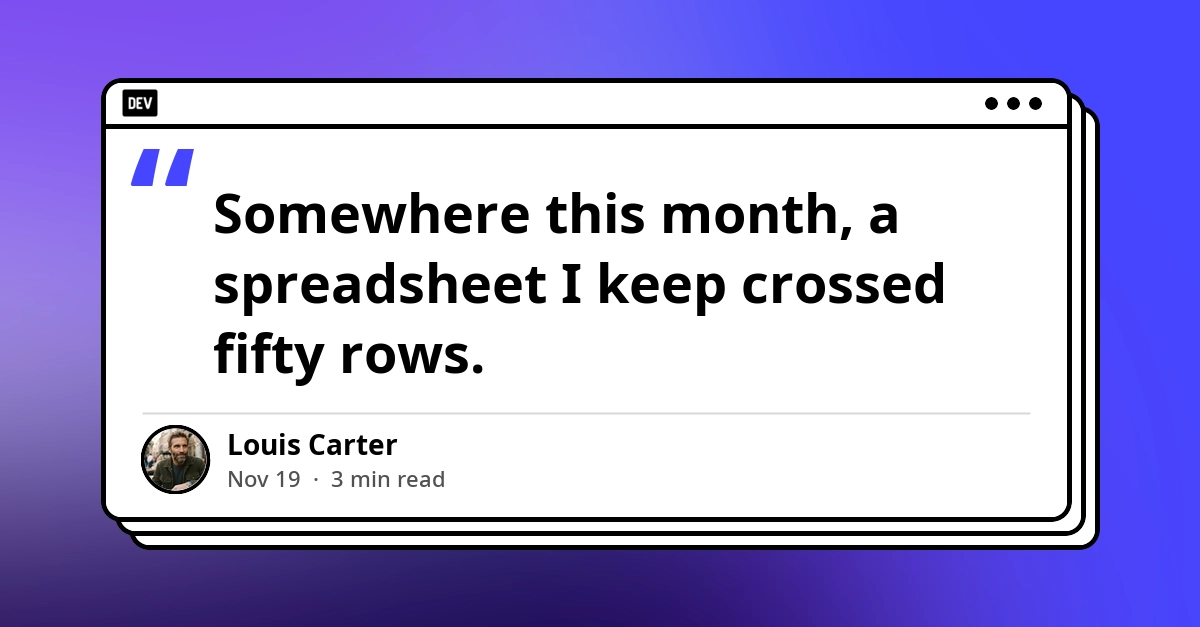 DEV
“
Somewhere this month, a
spreadsheet I keep crossed
fifty rows.
Louis Carter
Nov 19 · 3 min read